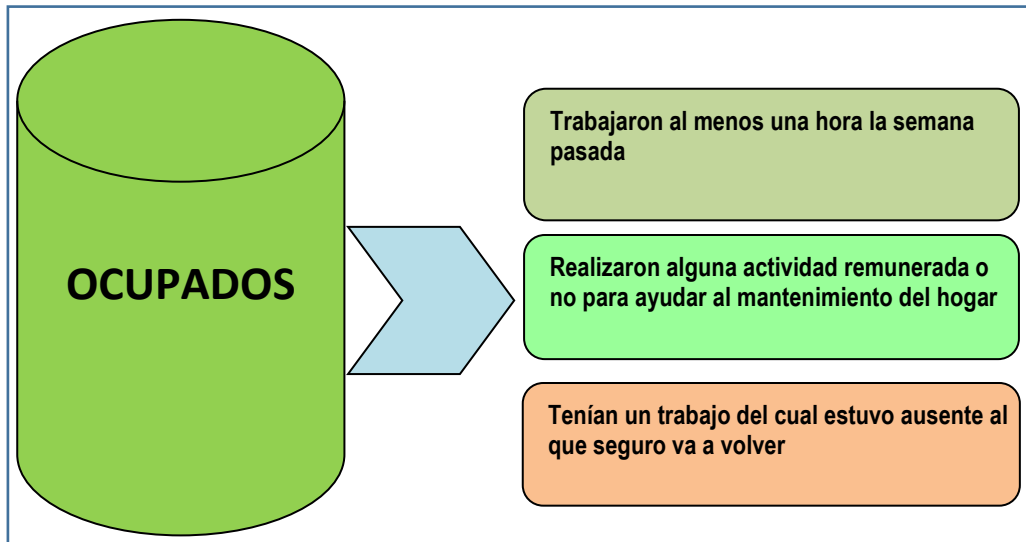 OCUPADOS
Trabajaron al menos una hora la semana
pasada
Realizaron alguna actividad remunerada o
no para ayudar al mantenimiento del hogar
Tenían un trabajo del cual estuvo ausente al
que seguro va a volver